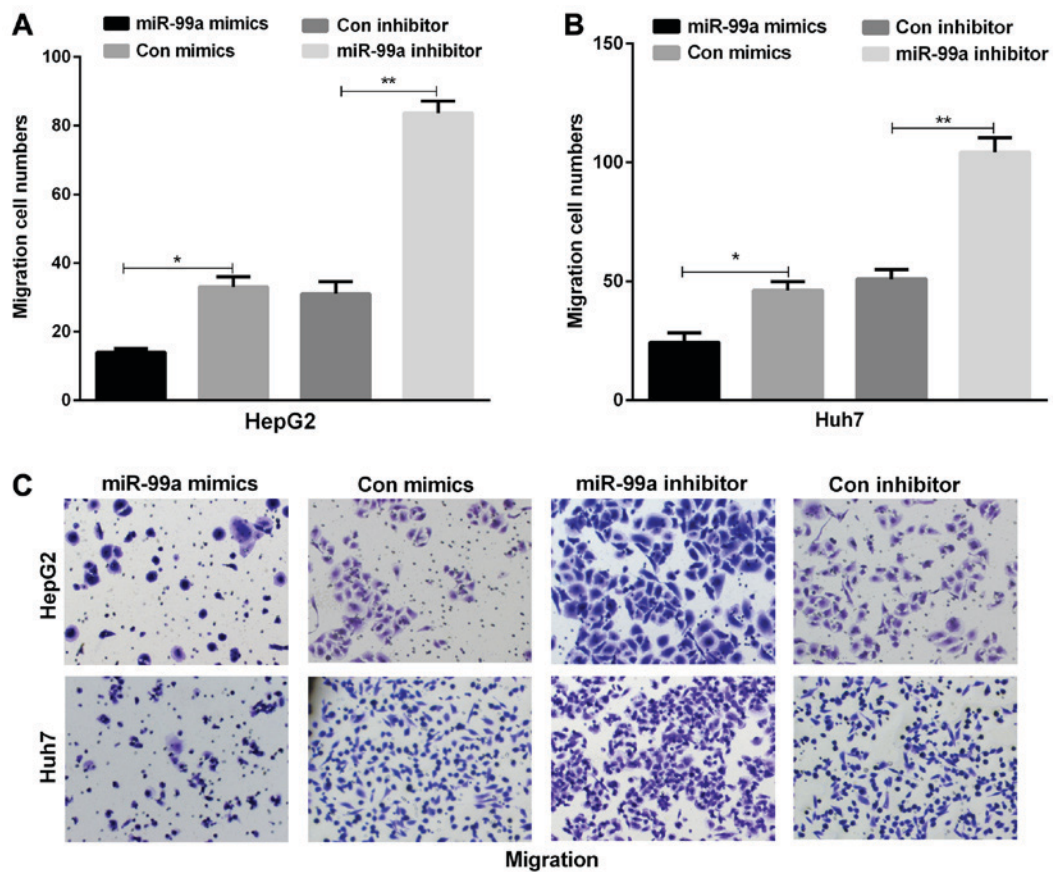 A
miR-99a mimics
Con inhibitor
Con mimics
miR-99a inhibitor
Migration cell numbers
100
80
60
40
20
0
*
**
HepG2
B
miR-99a mimics
Con inhibitor
Con mimics
miR-99a inhibitor
Migration cell numbers
150
100
50
0
*
**
Huh7
C
miR-99a mimics
Con mimics
miR-99a inhibitor
Con inhibitor
HepG2
Huh7
Migration